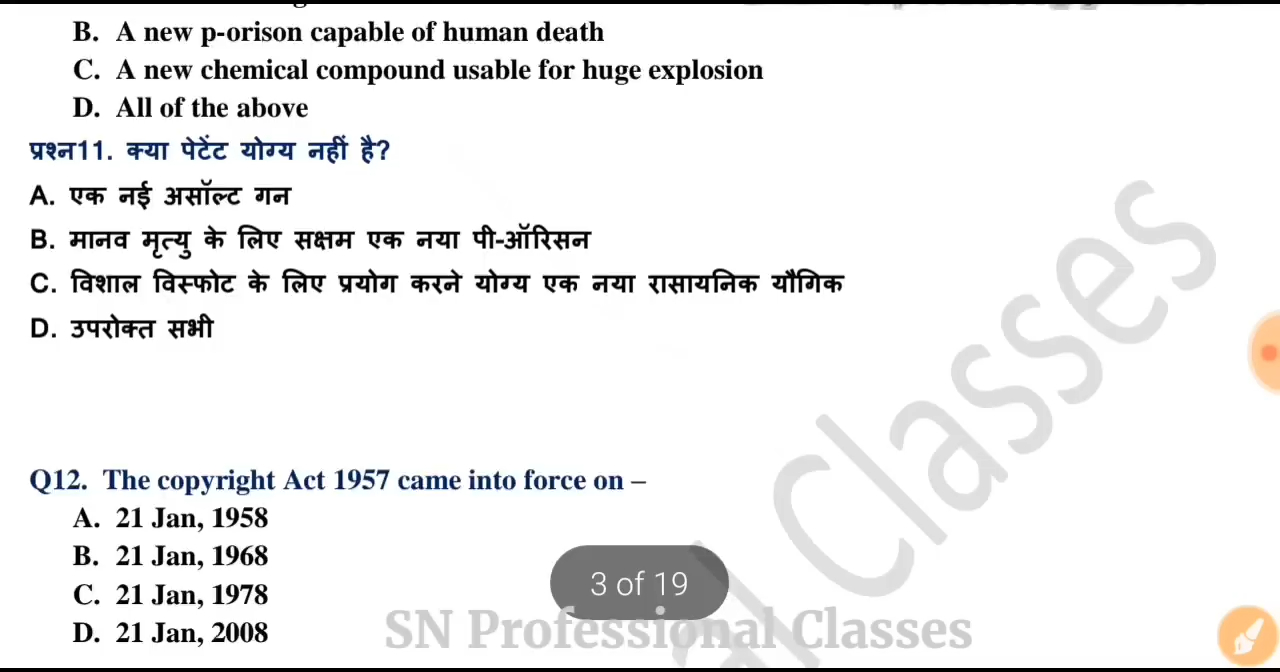 B. A new p-orison capable of human death
C. A new chemical compound usable for huge explosion
D. All of the above
प्रश्न11. क्या पेटेंट योग्य नहीं है?
A. एक नई असॉल्ट गन
B. मानव मृत्यु के लिए सक्षम एक नया पी-ऑरिसन
C. विशाल विस्फोट के लिए प्रयोग करने योग्य एक नया रासायनिक यौगिक
D. उपरोक्त सभी
Q12. The copyright Act 1957 came into force on –
A. 21 Jan, 1958
B. 21 Jan, 1968
C. 21 Jan, 1978
D. 21 Jan, 2008
3 of 19
SN Professional Classes
Classes